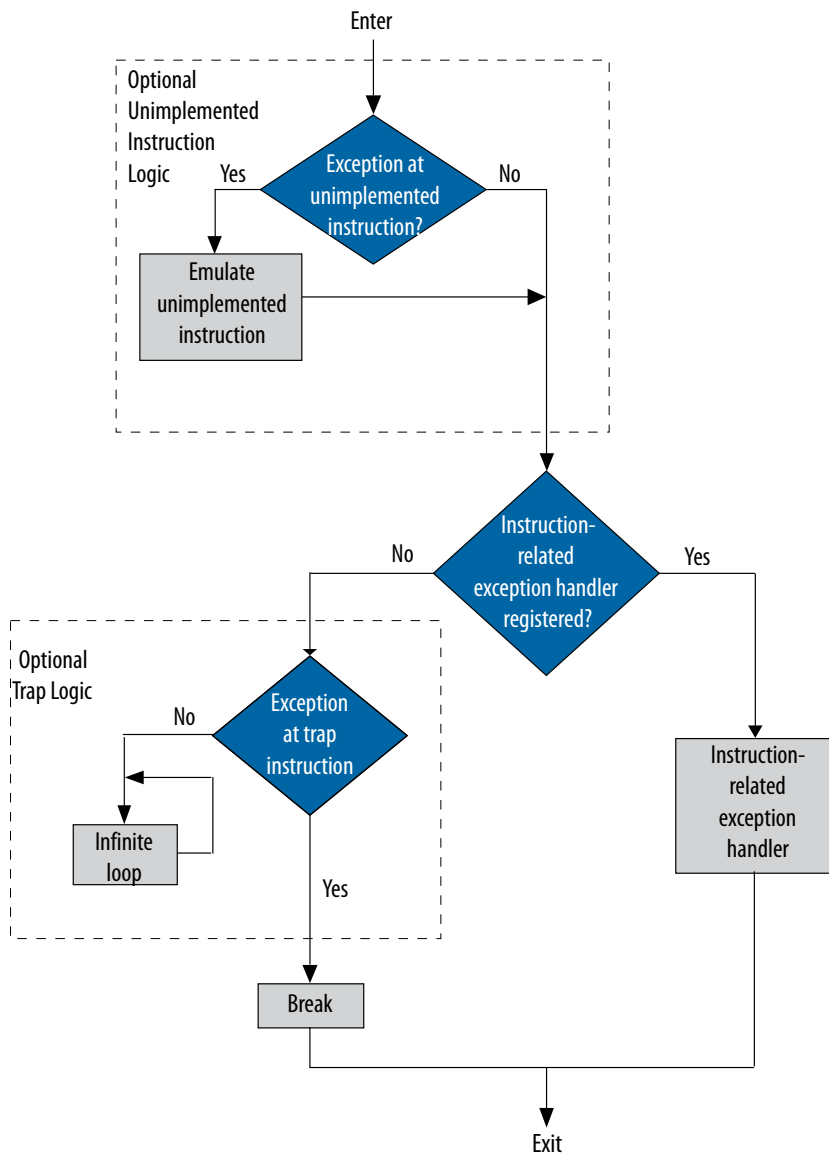 Enter
Optional
Unimplemented
Instruction
Logic
Exception at
unimplemented
instruction?
Yes
No
Emulate
unimplemented
instruction
Instruction-
related
exception handler
registered?
No
Yes
Optional
Trap Logic
Exception
at trap
instruction
No
Infinite
loop
Yes
Instruction-
related
exception
handler
Break
Exit